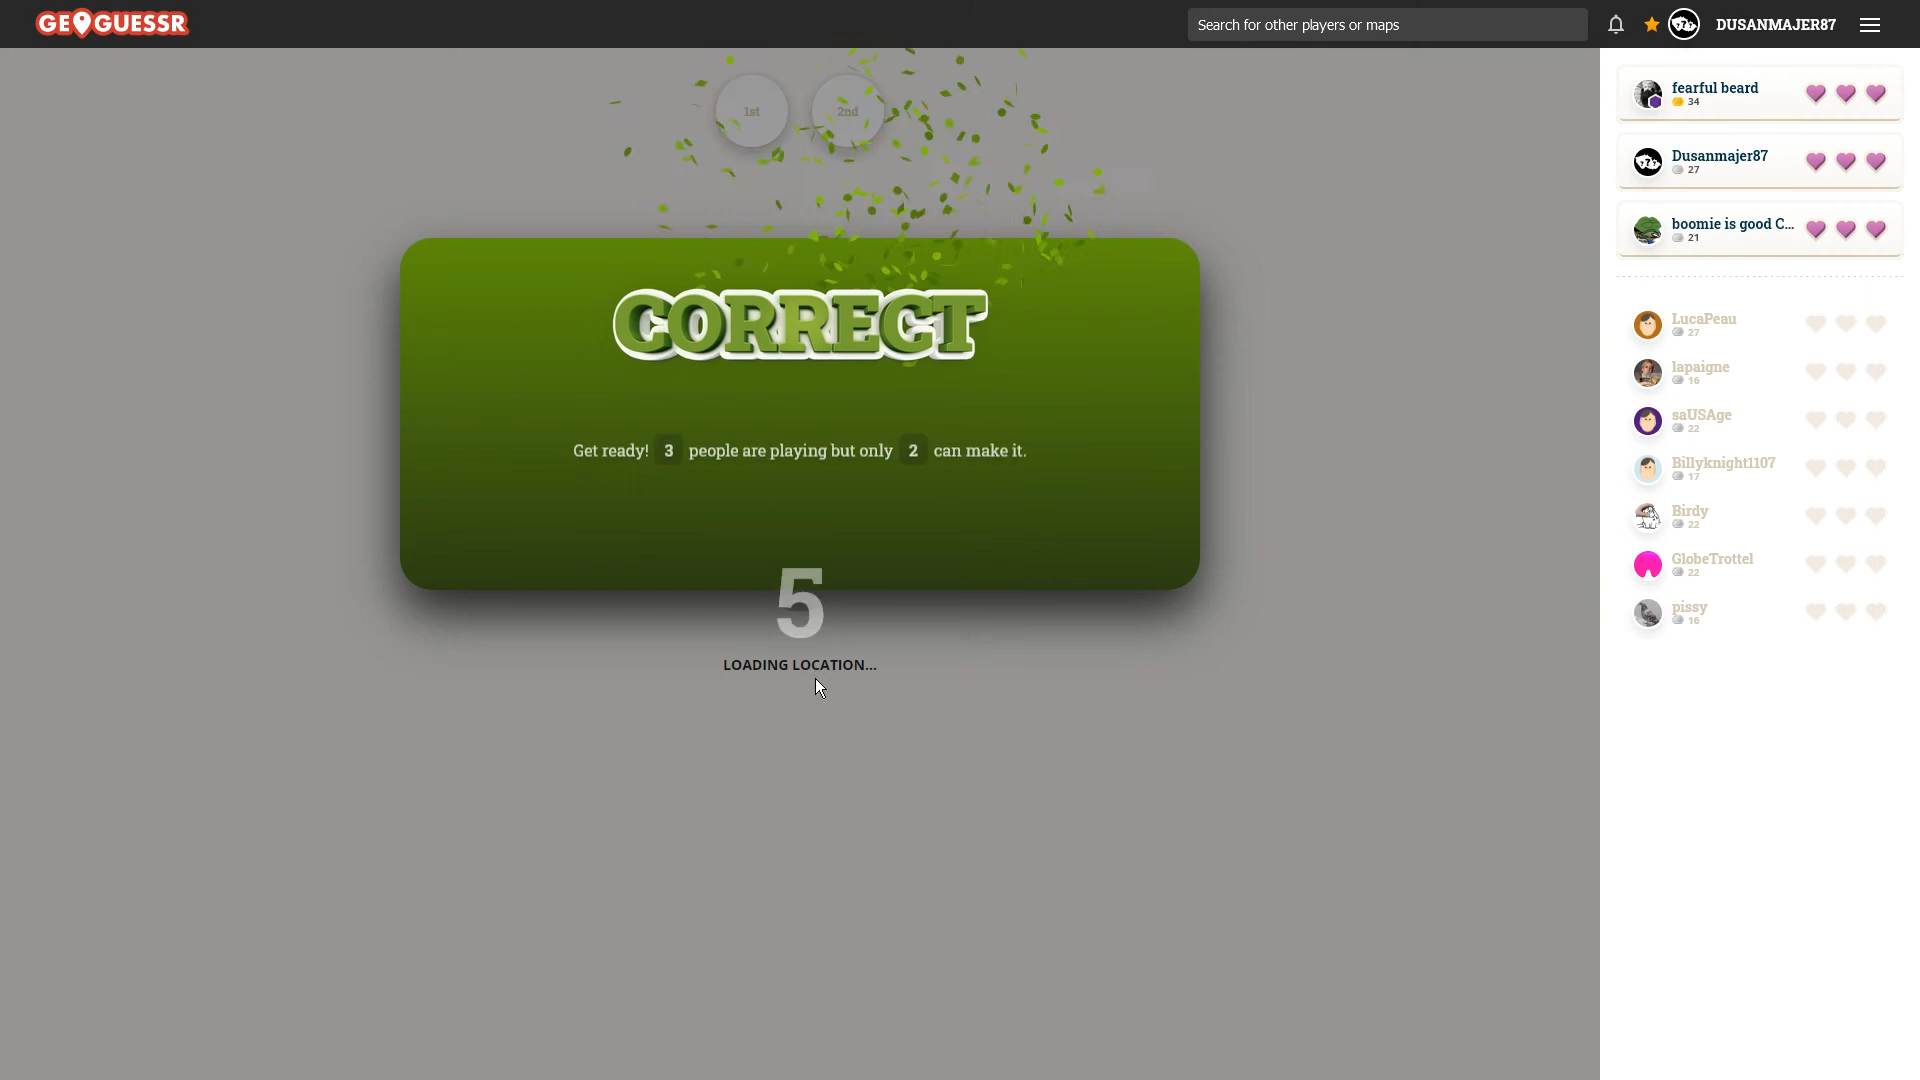 GEOGUESSR
Search for other players or maps
DUSANMAJER87
1st
2nd
CORRECT
Get ready! 3 people are playing but only 2 can make it.
5
LOADING LOCATION...
fearful beard
34
Dusanmajer87
27
boomie is good C...
21
LucaPeau
27
lapaigne
16
saUSAge
22
Billyknight1107
17
Birdy
22
GlobeTrottel
22
pissy
16